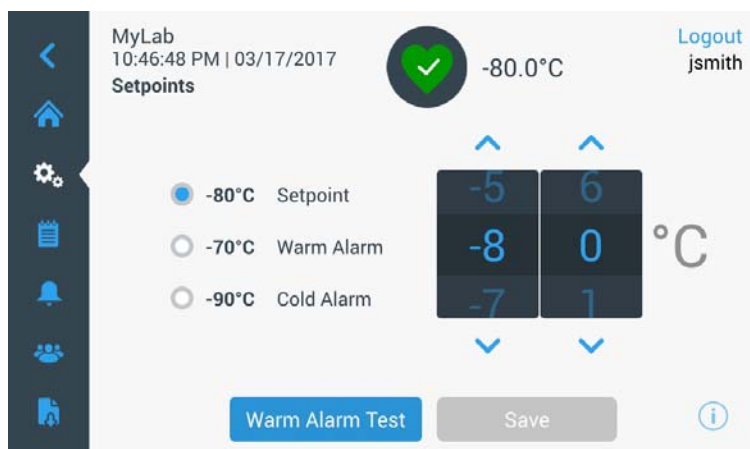 MyLab
10:46:48 PM | 03/17/2017
Setpoints
-80.0°C
Logout
jsmith
-80°C Setpoint
-70°C Warm Alarm
-90°C Cold Alarm
-5 6
-8 0 °C
-7 1
Warm Alarm Test
Save
i